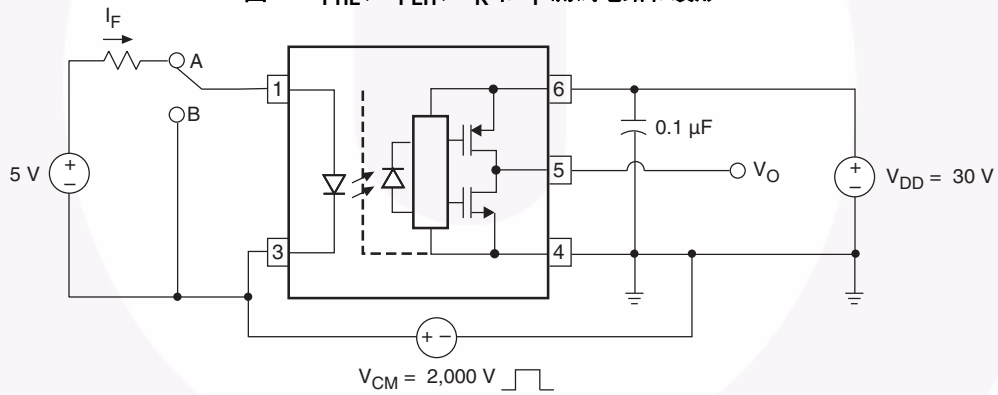 I_F
A
B
1
6
0.1 µF
5 V
+
−
5
V_O
+
−
V_DD = 30 V
3
4
+ −
V_CM = 2,000 V